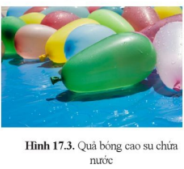 Hình 17.3. Quả bóng cao su chứa
nước